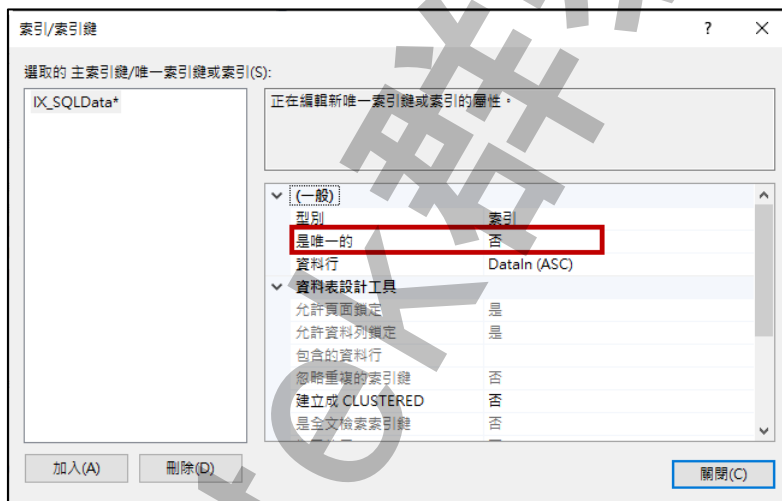 索引/索引鍵
? ×
選取的 主索引鍵/唯一索引鍵或索引(S):
IX_SQLData*
正在編輯新唯一索引鍵或索引的屬性。
(一般)
型別 索引
是唯一的 否
資料行 DataIn (ASC)
資料表設計工具
允許頁面鎖定 是
允許資料列鎖定 是
包含的資料行
忽略重複的索引鍵 否
建立成 CLUSTERED 否
是全文檢索索引鍵 否
加入(A) 刪除(D)
關閉(C)